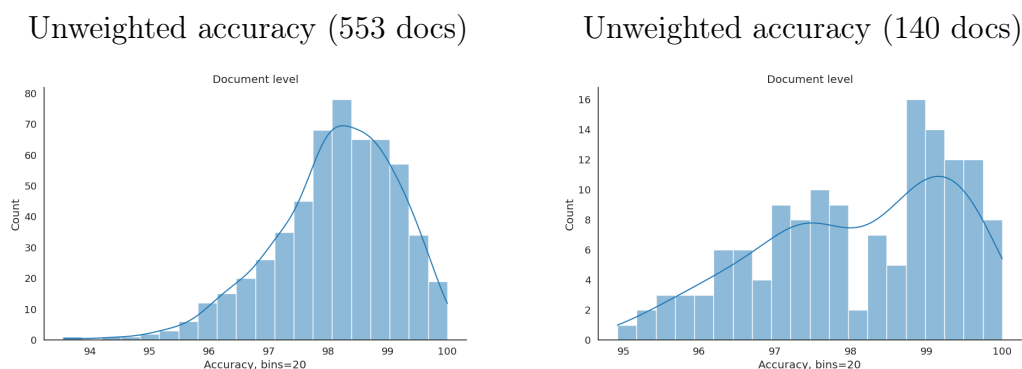 Unweighted accuracy (553 docs)
Document level
80
70
60
50
40
30
20
10
0
Count
94 95 96 97 98 99 100
Accuracy, bins=20
Unweighted accuracy (140 docs)
Document level
16
14
12
10
8
6
4
2
0
Count
95 96 97 98 99 100
Accuracy, bins=20